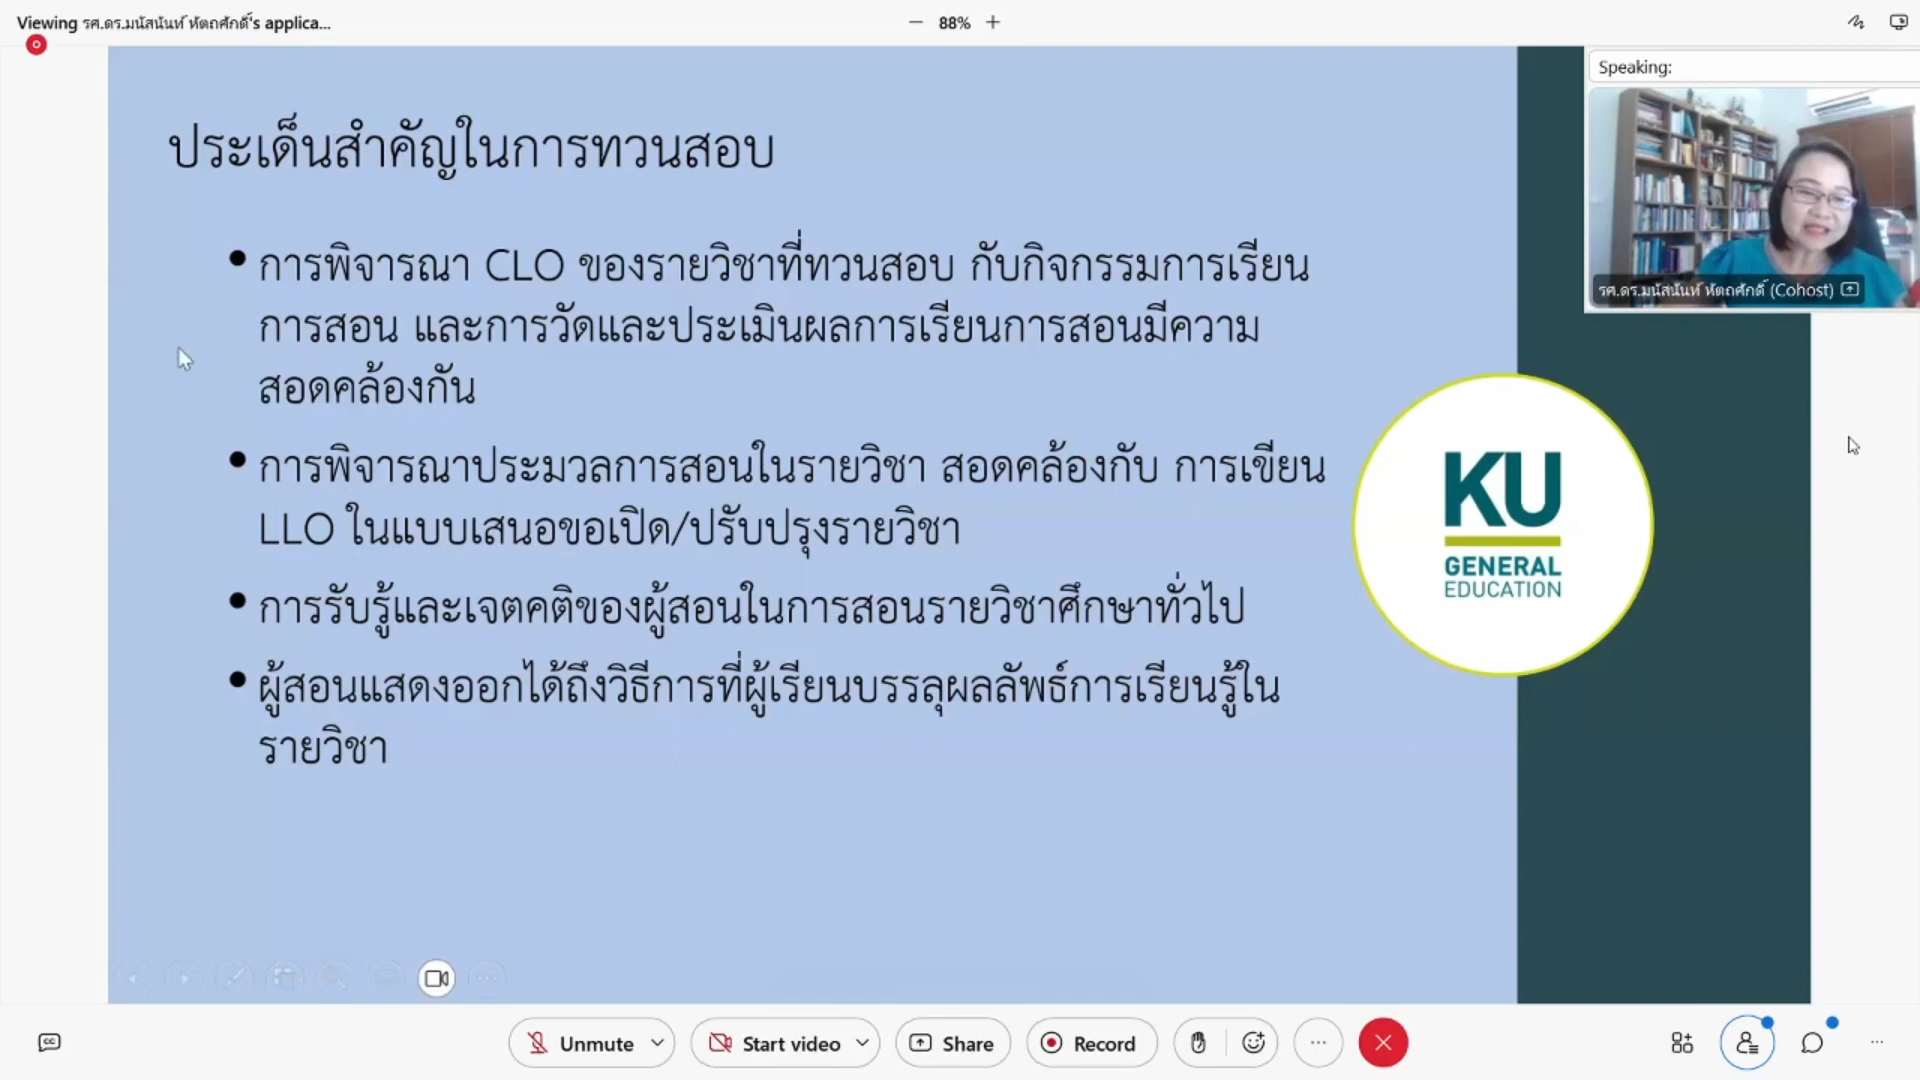 Viewing รศ.ดร.มนัสนันท์ หัตถศักดิ์'s applica...
88%
Speaking:
รศ.ดร.มนัสนันท์ หัตถศักดิ์ (Cohost)
ประเด็นสำคัญในการทวนสอบ
• การพิจารณา CLO ของรายวิชาที่ทวนสอบ กับกิจกรรมการเรียน
การสอน และการวัดและประเมินผลการเรียนการสอนมีความ
สอดคล้องกัน
• การพิจารณาประมวลการสอนในรายวิชา สอดคล้องกับ การเขียน
LLO ในแบบเสนอขอเปิด/ปรับปรุงรายวิชา
• การรับรู้และเจตคติของผู้สอนในการสอนรายวิชาศึกษาทั่วไป
• ผู้สอนแสดงออกได้ถึงวิธีการที่ผู้เรียนบรรลุผลลัพธ์การเรียนรู้ใน
รายวิชา
KU
GENERAL
EDUCATION
CC
Unmute
Start video
Share
Record